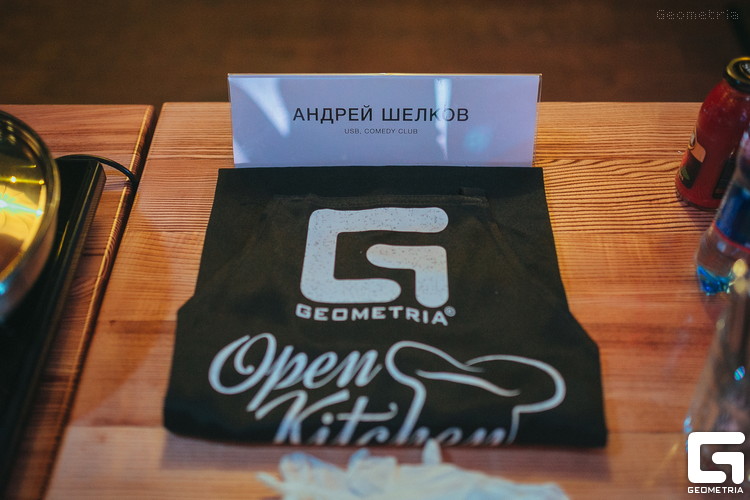 Geometria
АНДРЕЙ ШЕЛКОВ
USB, COMEDY CLUB
GEOMETRIA®
Open
Kitchen
GEOMETRIA